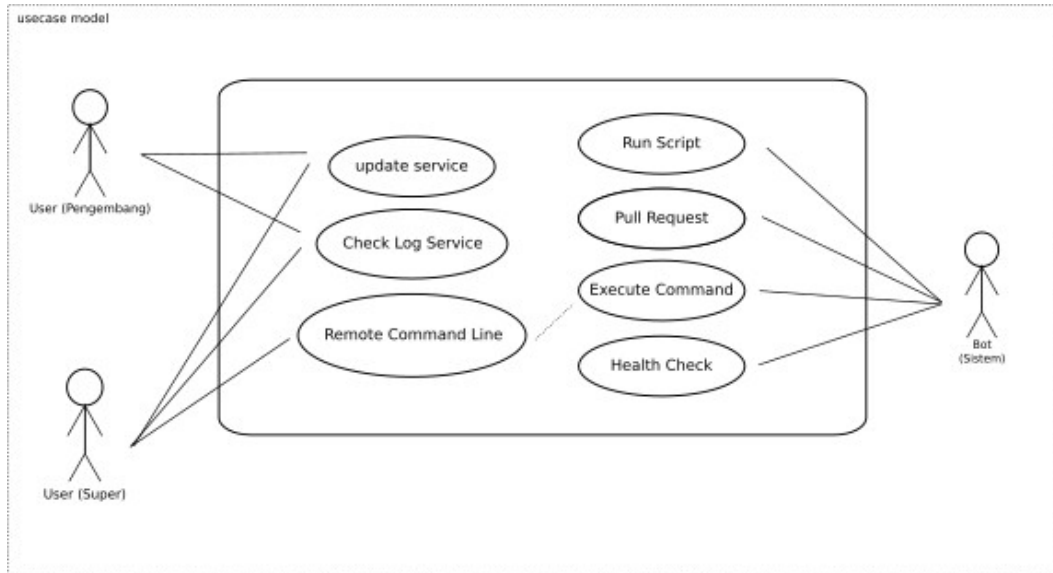 usecase model
User (Pengembang)
update service
Check Log Service
Remote Command Line
Run Script
Pull Request
Execute Command
Health Check
Bot
(Sistem)
User (Super)